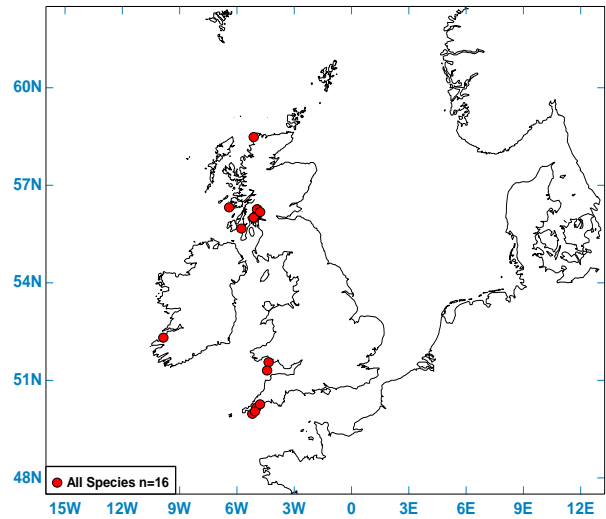 60N
57N
54N
51N
48N
All Species n=16
15W 12W 9W 6W 3W 0 3E 6E 9E 12E